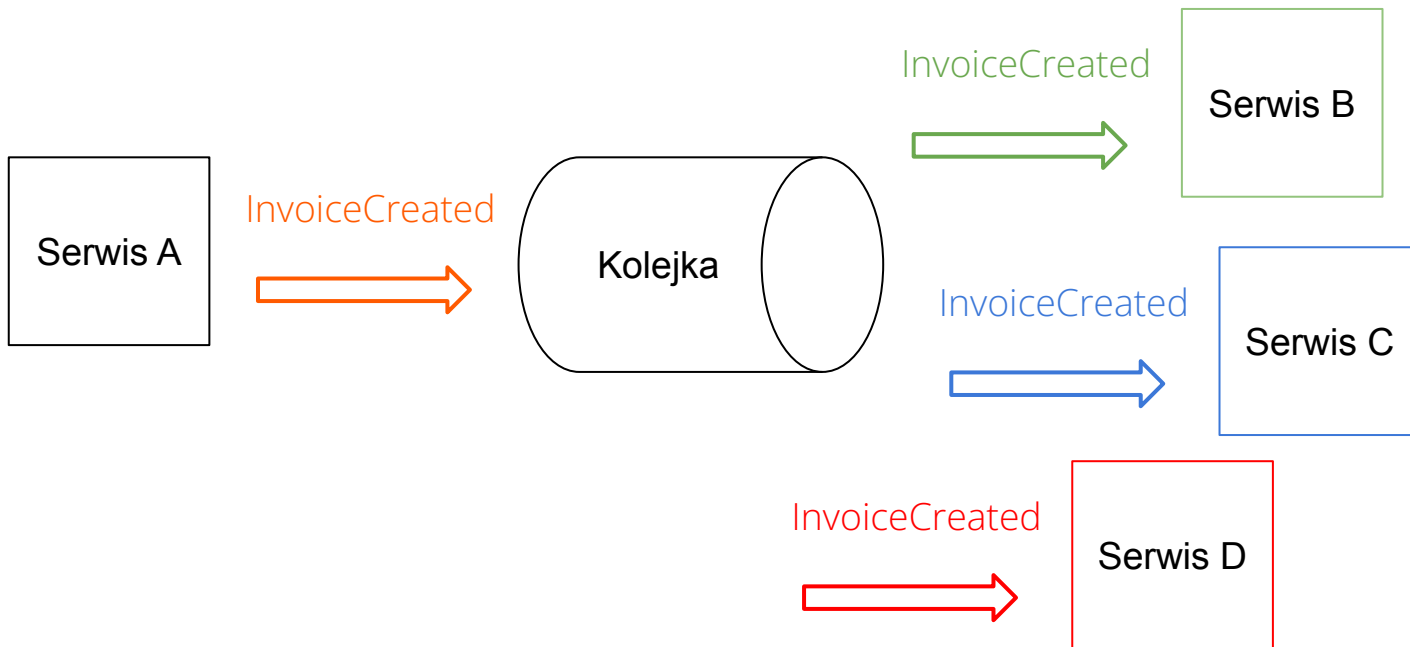 InvoiceCreated
Serwis B
InvoiceCreated
Serwis A
Kolejka
InvoiceCreated
Serwis C
InvoiceCreated
Serwis D